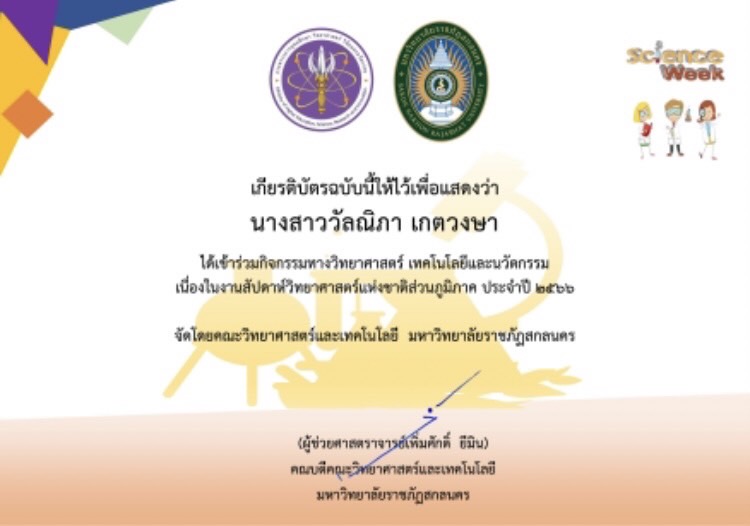 Science
Week
เกียรติบัตรฉบับนี้ให้ไว้เพื่อแสดงว่า
นางสาววัลณิภา เกตวงษา
ได้เข้าร่วมกิจกรรมทางวิทยาศาสตร์ เทคโนโลยีและนวัตกรรม
เนื่องในงานสัปดาห์วิทยาศาสตร์แห่งชาติส่วนภูมิภาค ประจำปี ๒๕๖๖
จัดโดยคณะวิทยาศาสตร์และเทคโนโลยี มหาวิทยาลัยราชภัฏสกลนคร
(ผู้ช่วยศาสตราจารย์เพิ่มศักดิ์ ยีมิน)
คณบดีคณะวิทยาศาสตร์และเทคโนโลยี
มหาวิทยาลัยราชภัฏสกลนคร